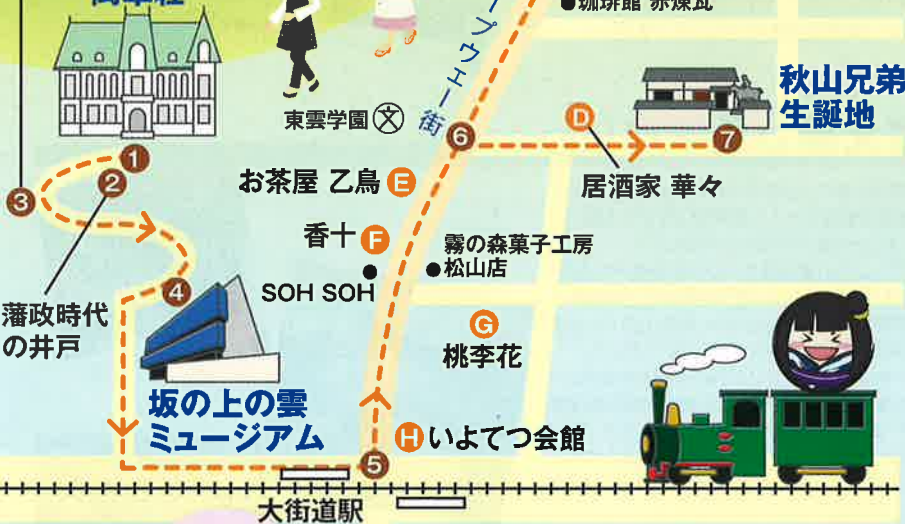 萬翠荘
●珈琲館 赤煉瓦
ープウェー街
秋山兄弟
生誕地
東雲学園 文
6
D
7
1
2
3
お茶屋 乙鳥 E
居酒家 華々
香十 F
霧の森菓子工房
●松山店
SOH SOH
4
藩政時代
の井戸
G
桃李花
坂の上の雲
ミュージアム
H いよてつ会館
5
大街道駅